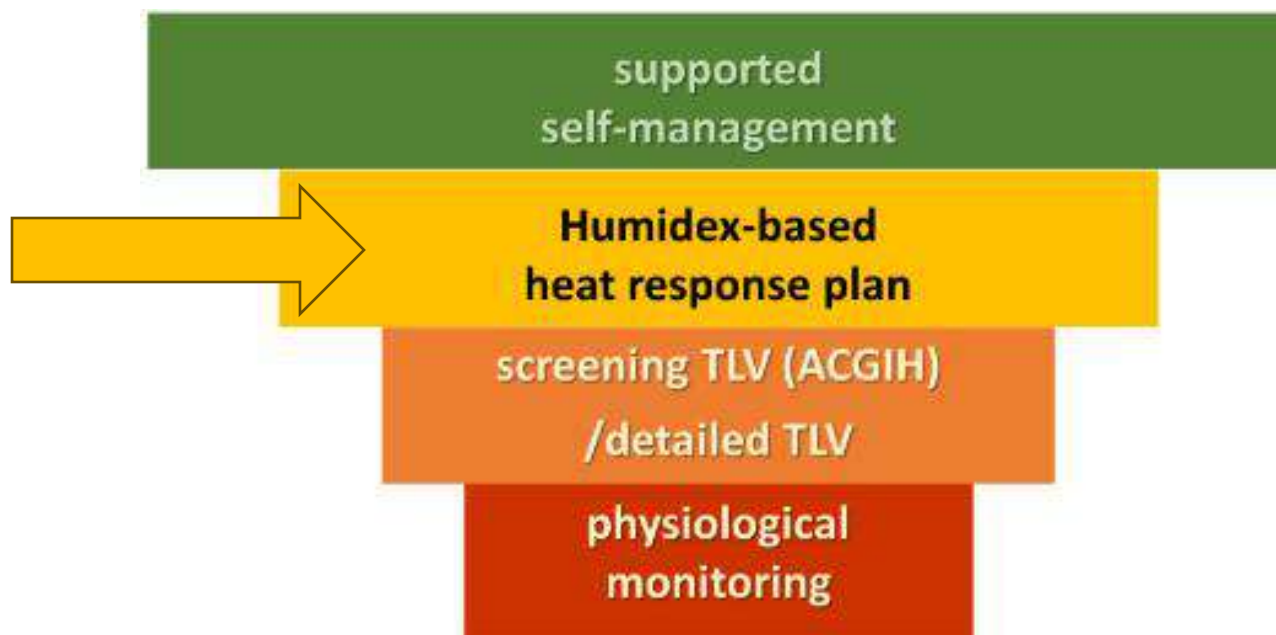 supported
self-management
Humidex-based
heat response plan
screening TLV (ACGIH)
/detailed TLV
physiological
monitoring